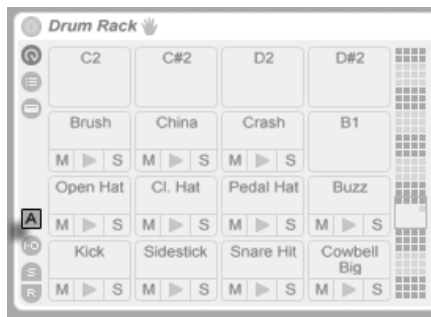 Drum Rack
C2 C#2 D2 D#2
Brush China Crash B1
M S M S M S
Open Hat Cl. Hat Pedal Hat Buzz
A M S M S M S M S
I-O Kick Sidestick Snare Hit Cowbell
Big
S
R M S M S M S M S